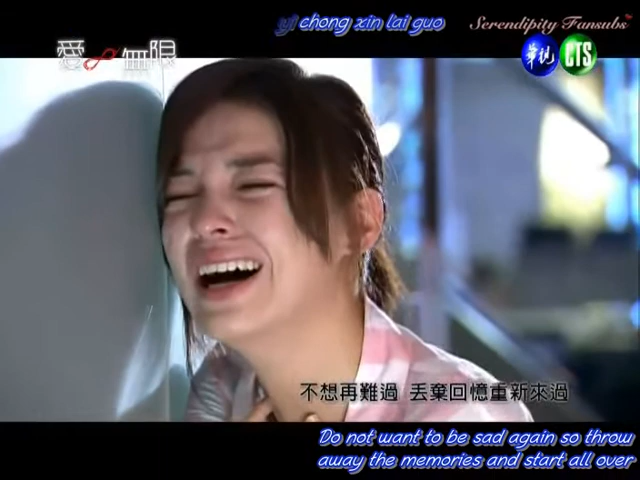 yi chong xin lai guo
Serendipity Fansubs
愛∞無限
華視 CTS
不想再難過 丟棄回憶重新來過
Do not want to be sad again so throw
away the memories and start all over